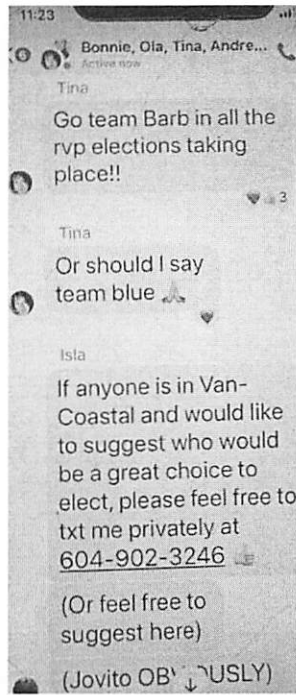 11:23
Bonnie, Ola, Tina, Andre...
Active now
Tina
Go team Barb in all the
rvp elections taking
place!!
3
Tina
Or should I say
team blue 🙏
Isla
If anyone is in Van-
Coastal and would like
to suggest who would
be a great choice to
elect, please feel free to
txt me privately at
604-902-3246 👍
(Or feel free to
suggest here)
(Jovito